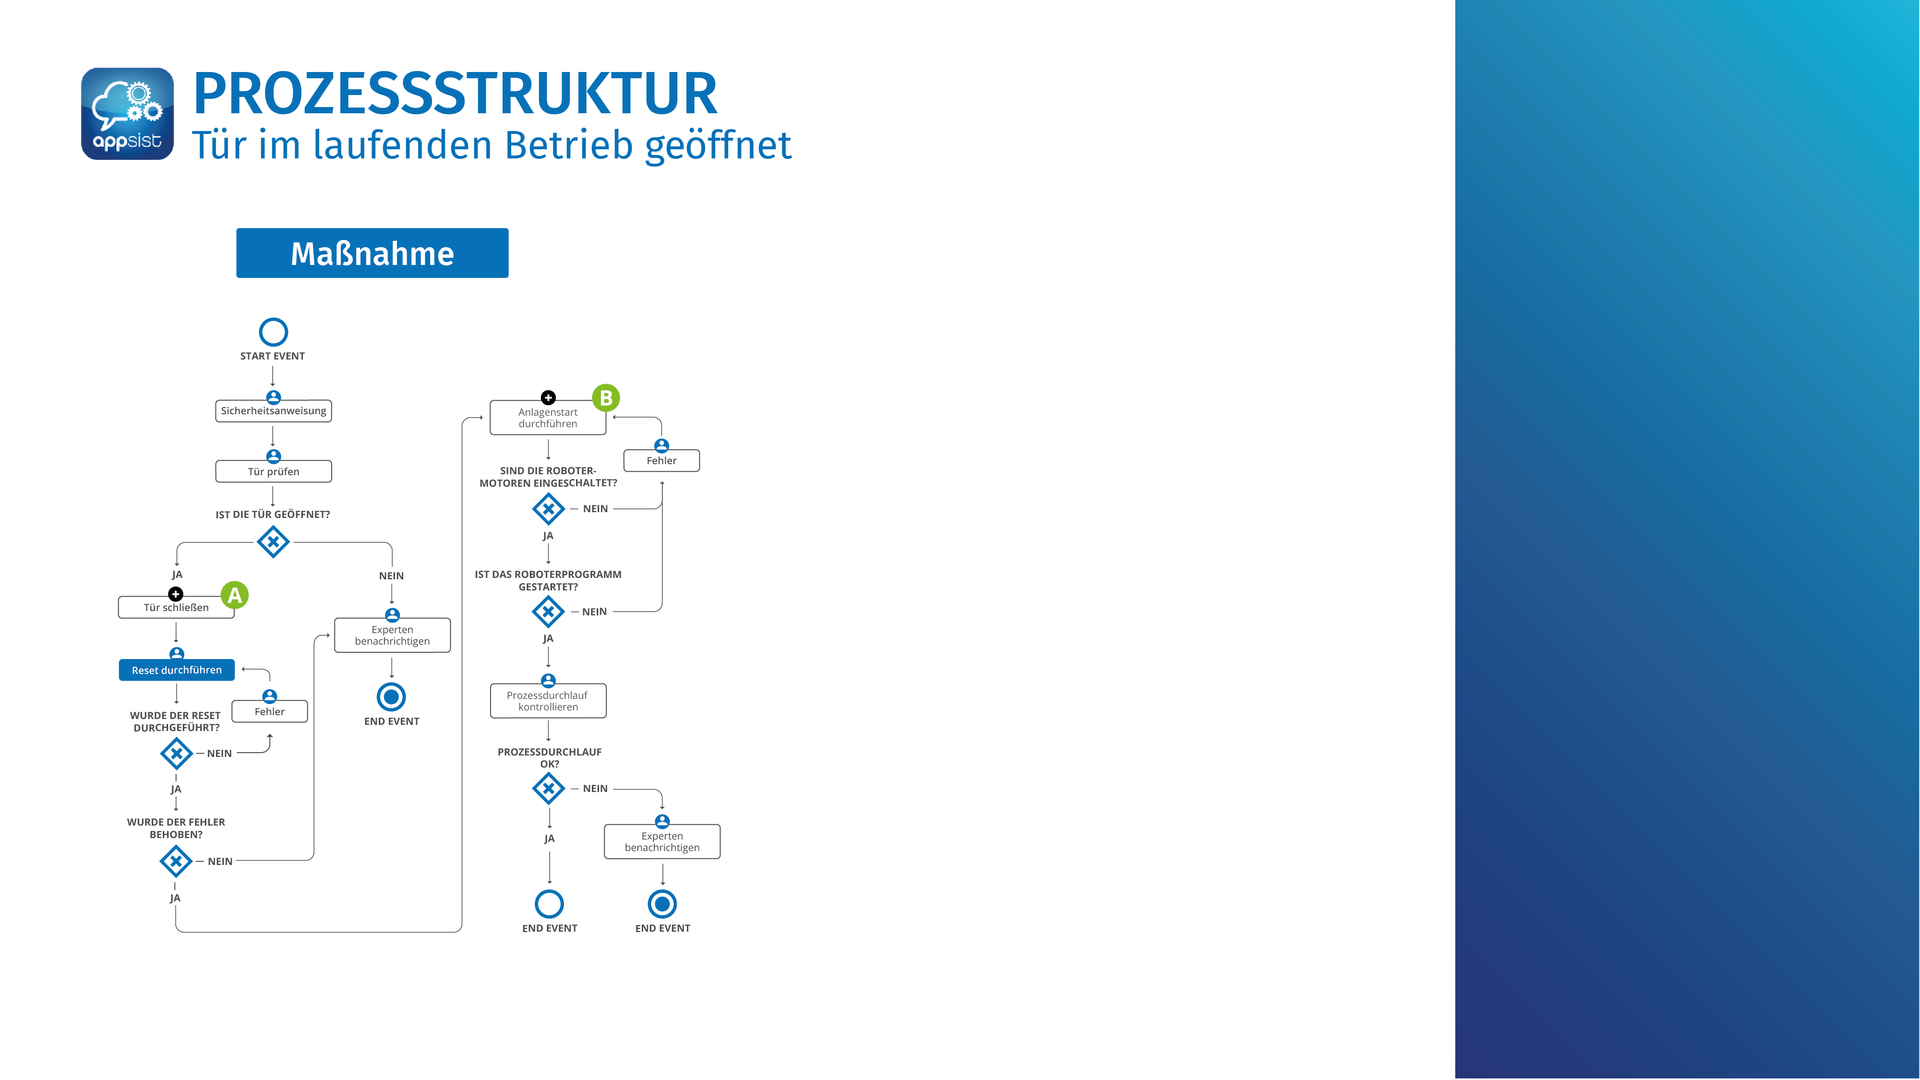 appsist
PROZESSSTRUKTUR
Tür im laufenden Betrieb geöffnet
Maßnahme
START EVENT
Sicherheitsanweisung
Tür prüfen
IST DIE TÜR GEÖFFNET?
JA
NEIN
Tür schließen
A
Experten
benachrichtigen
END EVENT
Reset durchführen
Fehler
WURDE DER RESET
DURCHGEFÜHRT?
NEIN
JA
WURDE DER FEHLER
BEHOBEN?
NEIN
JA
B
Anlagenstart
durchführen
Fehler
SIND DIE ROBOTER-
MOTOREN EINGESCHALTET?
NEIN
JA
IST DAS ROBOTERPROGRAMM
GESTARTET?
NEIN
JA
Prozessdurchlauf
kontrollieren
PROZESSDURCHLAUF
OK?
NEIN
JA
Experten
benachrichtigen
END EVENT
END EVENT